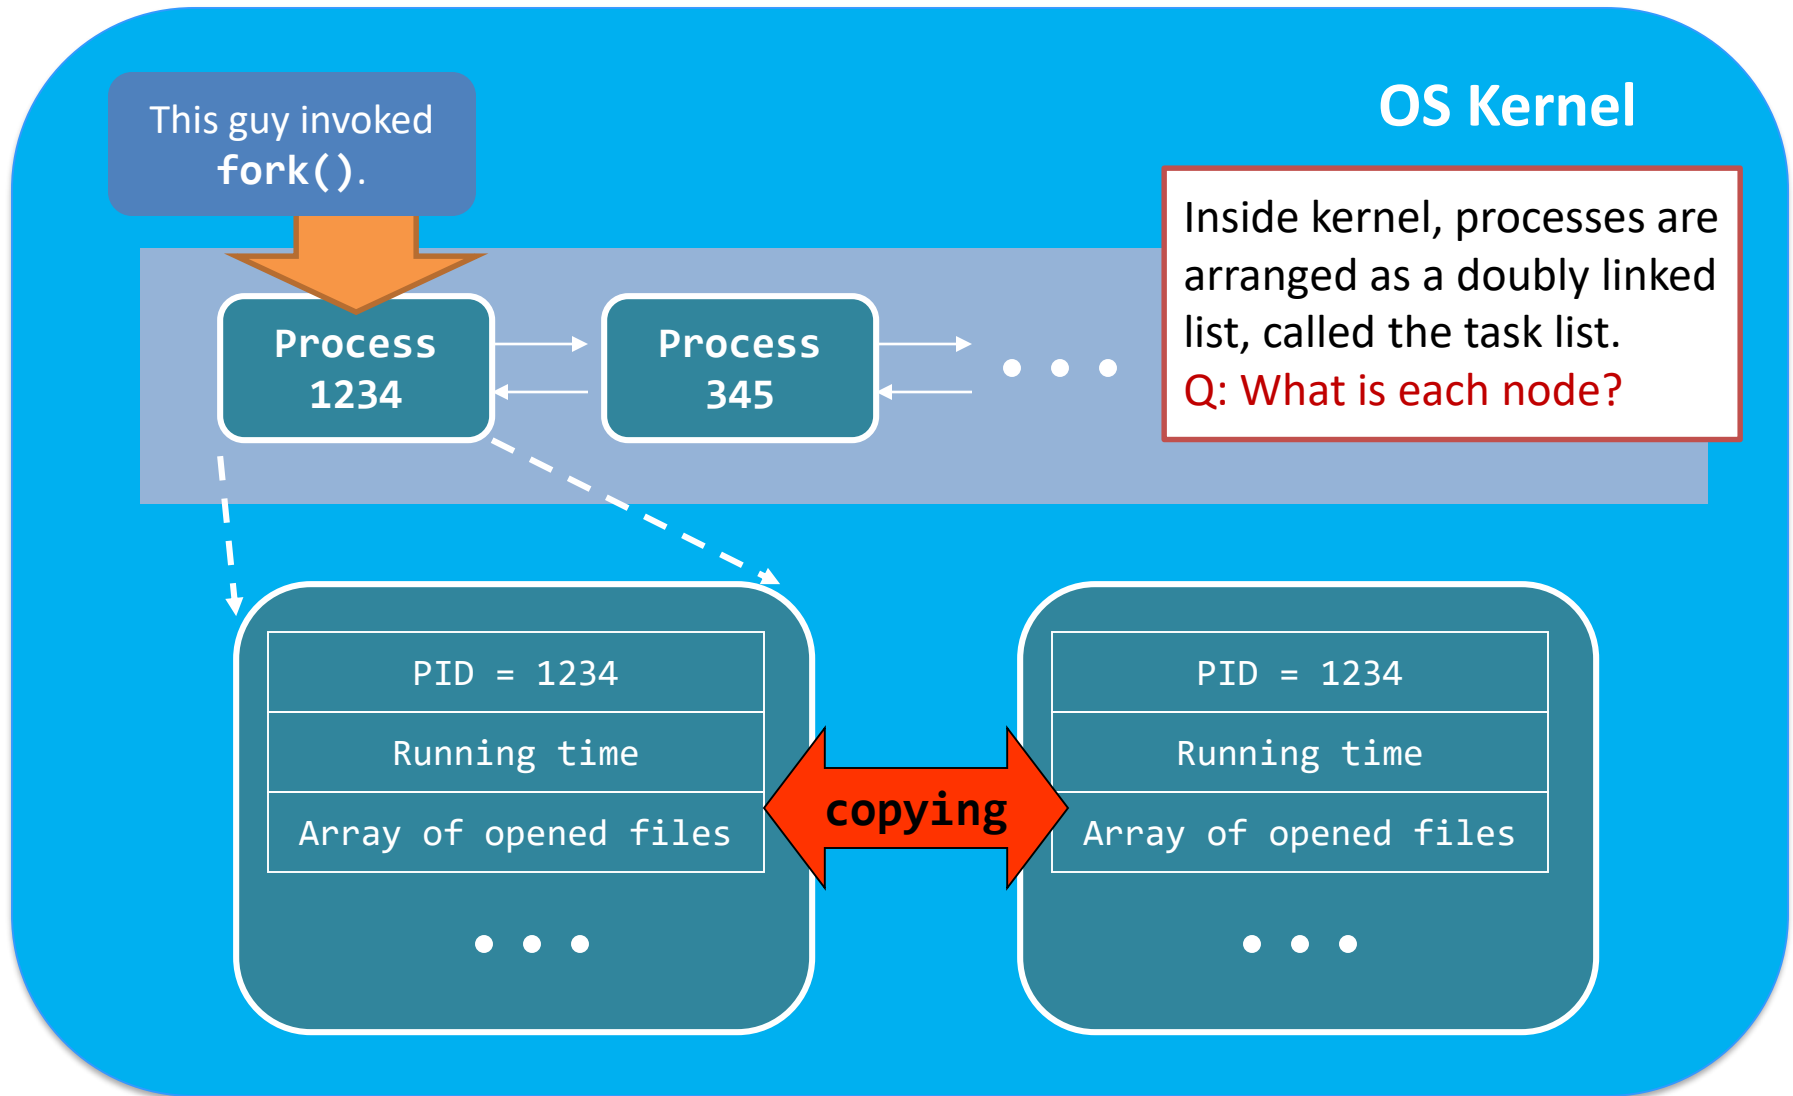 This guy invoked
fork().
OS Kernel
Inside kernel, processes are
arranged as a doubly linked
list, called the task list.
Q: What is each node?
Process
1234
Process
345
PID = 1234
Running time
Array of opened files
copying
PID = 1234
Running time
Array of opened files